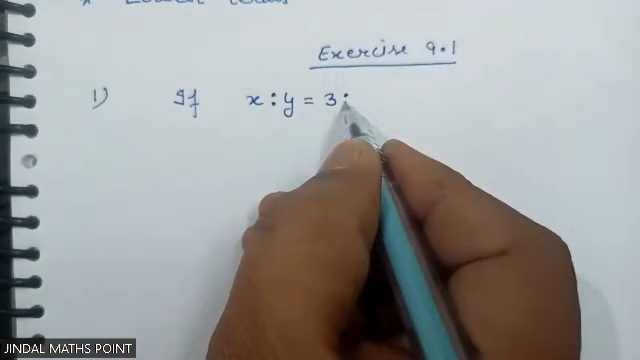 Exercise 9.1
1) If x : y = 3 :
JINDAL MATHS POINT